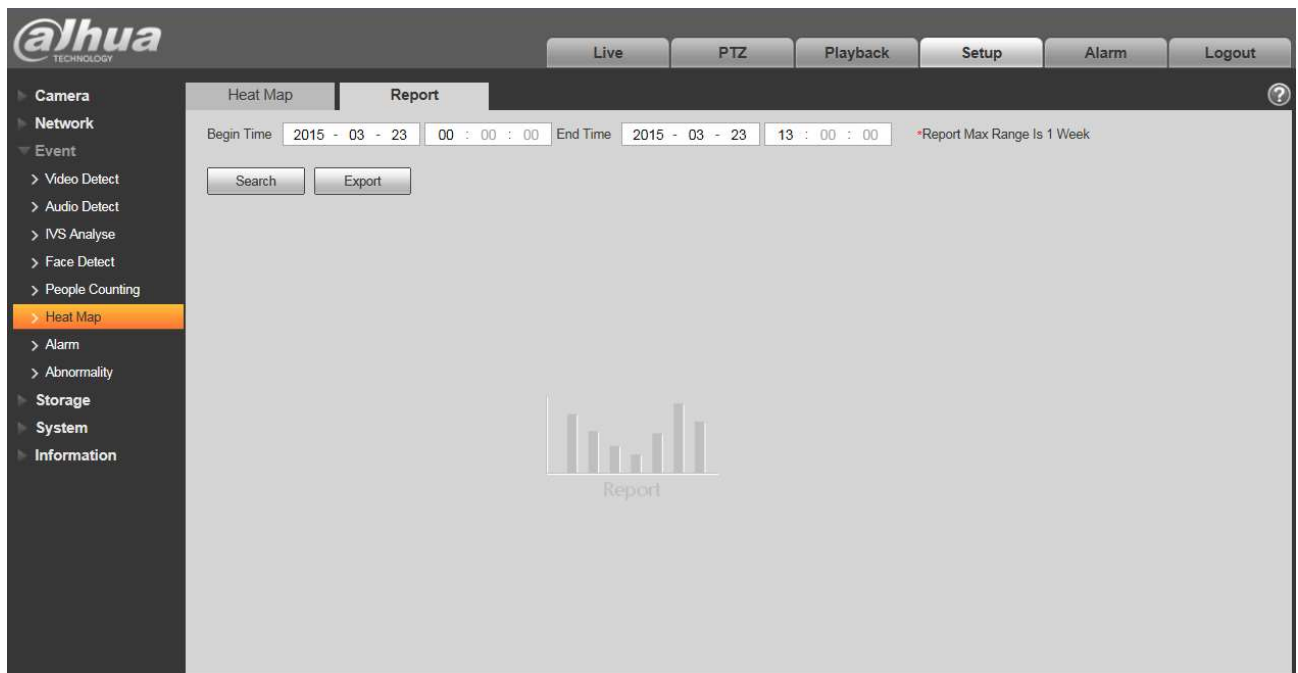 alhua
TECHNOLOGY
Live PTZ Playback Setup Alarm Logout
Camera
Network
Event
> Video Detect
> Audio Detect
> IVS Analyse
> Face Detect
> People Counting
> Heat Map
> Alarm
> Abnormality
Storage
System
Information
Heat Map Report ?
Begin Time 2015 - 03 - 23 00 : 00 : 00 End Time 2015 - 03 - 23 13 : 00 : 00 *Report Max Range Is 1 Week
Search Export
Report